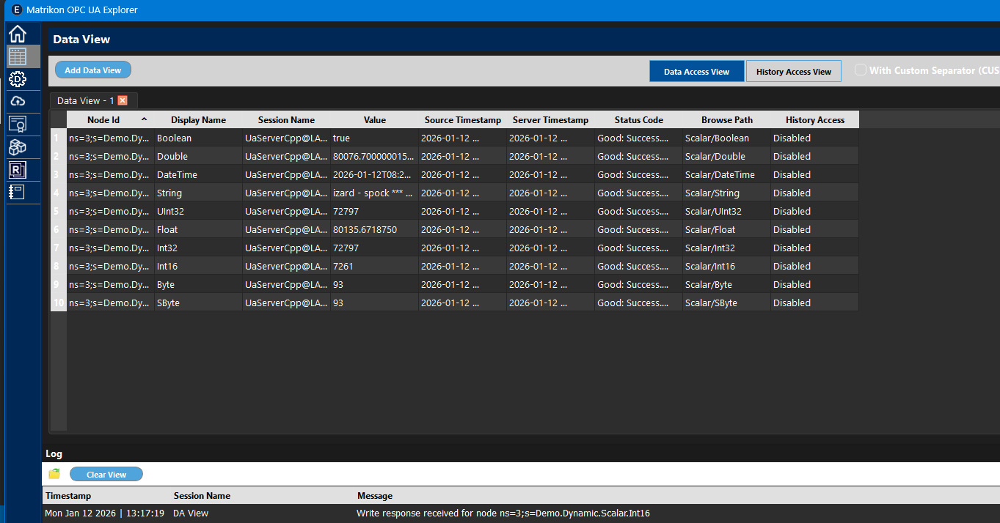 E Matrikon OPC UA Explorer
Data View
Add Data View Data Access View History Access View With Custom Separator (CUS
Data View - 1
Node Id Display Name Session Name Value Source Timestamp Server Timestamp Status Code Browse Path History Access
1 ns=3;s=Demo.Dy... Boolean UaServerCpp@LA... true 2026-01-12 ... 2026-01-12 ... Good: Success.... Scalar/Boolean Disabled
2 ns=3;s=Demo.Dy... Double UaServerCpp@LA... 80076.700000015... 2026-01-12 ... 2026-01-12 ... Good: Success.... Scalar/Double Disabled
3 ns=3;s=Demo.Dy... DateTime UaServerCpp@LA... 2026-01-12T08:2... 2026-01-12 ... 2026-01-12 ... Good: Success.... Scalar/DateTime Disabled
4 ns=3;s=Demo.Dy... String UaServerCpp@LA... izard - spock *** ... 2026-01-12 ... 2026-01-12 ... Good: Success.... Scalar/String Disabled
5 ns=3;s=Demo.Dy... UInt32 UaServerCpp@LA... 72797 2026-01-12 ... 2026-01-12 ... Good: Success.... Scalar/UInt32 Disabled
6 ns=3;s=Demo.Dy... Float UaServerCpp@LA... 80135.6718750 2026-01-12 ... 2026-01-12 ... Good: Success.... Scalar/Float Disabled
7 ns=3;s=Demo.Dy... Int32 UaServerCpp@LA... 72797 2026-01-12 ... 2026-01-12 ... Good: Success.... Scalar/Int32 Disabled
8 ns=3;s=Demo.Dy... Int16 UaServerCpp@LA... 7261 2026-01-12 ... 2026-01-12 ... Good: Success.... Scalar/Int16 Disabled
9 ns=3;s=Demo.Dy... Byte UaServerCpp@LA... 93 2026-01-12 ... 2026-01-12 ... Good: Success.... Scalar/Byte Disabled
10 ns=3;s=Demo.Dy... SByte UaServerCpp@LA... 93 2026-01-12 ... 2026-01-12 ... Good: Success.... Scalar/SByte Disabled
Log
Clear View
Timestamp Session Name Message
Mon Jan 12 2026 | 13:17:19 DA View Write response received for node ns=3;s=Demo.Dynamic.Scalar.Int16